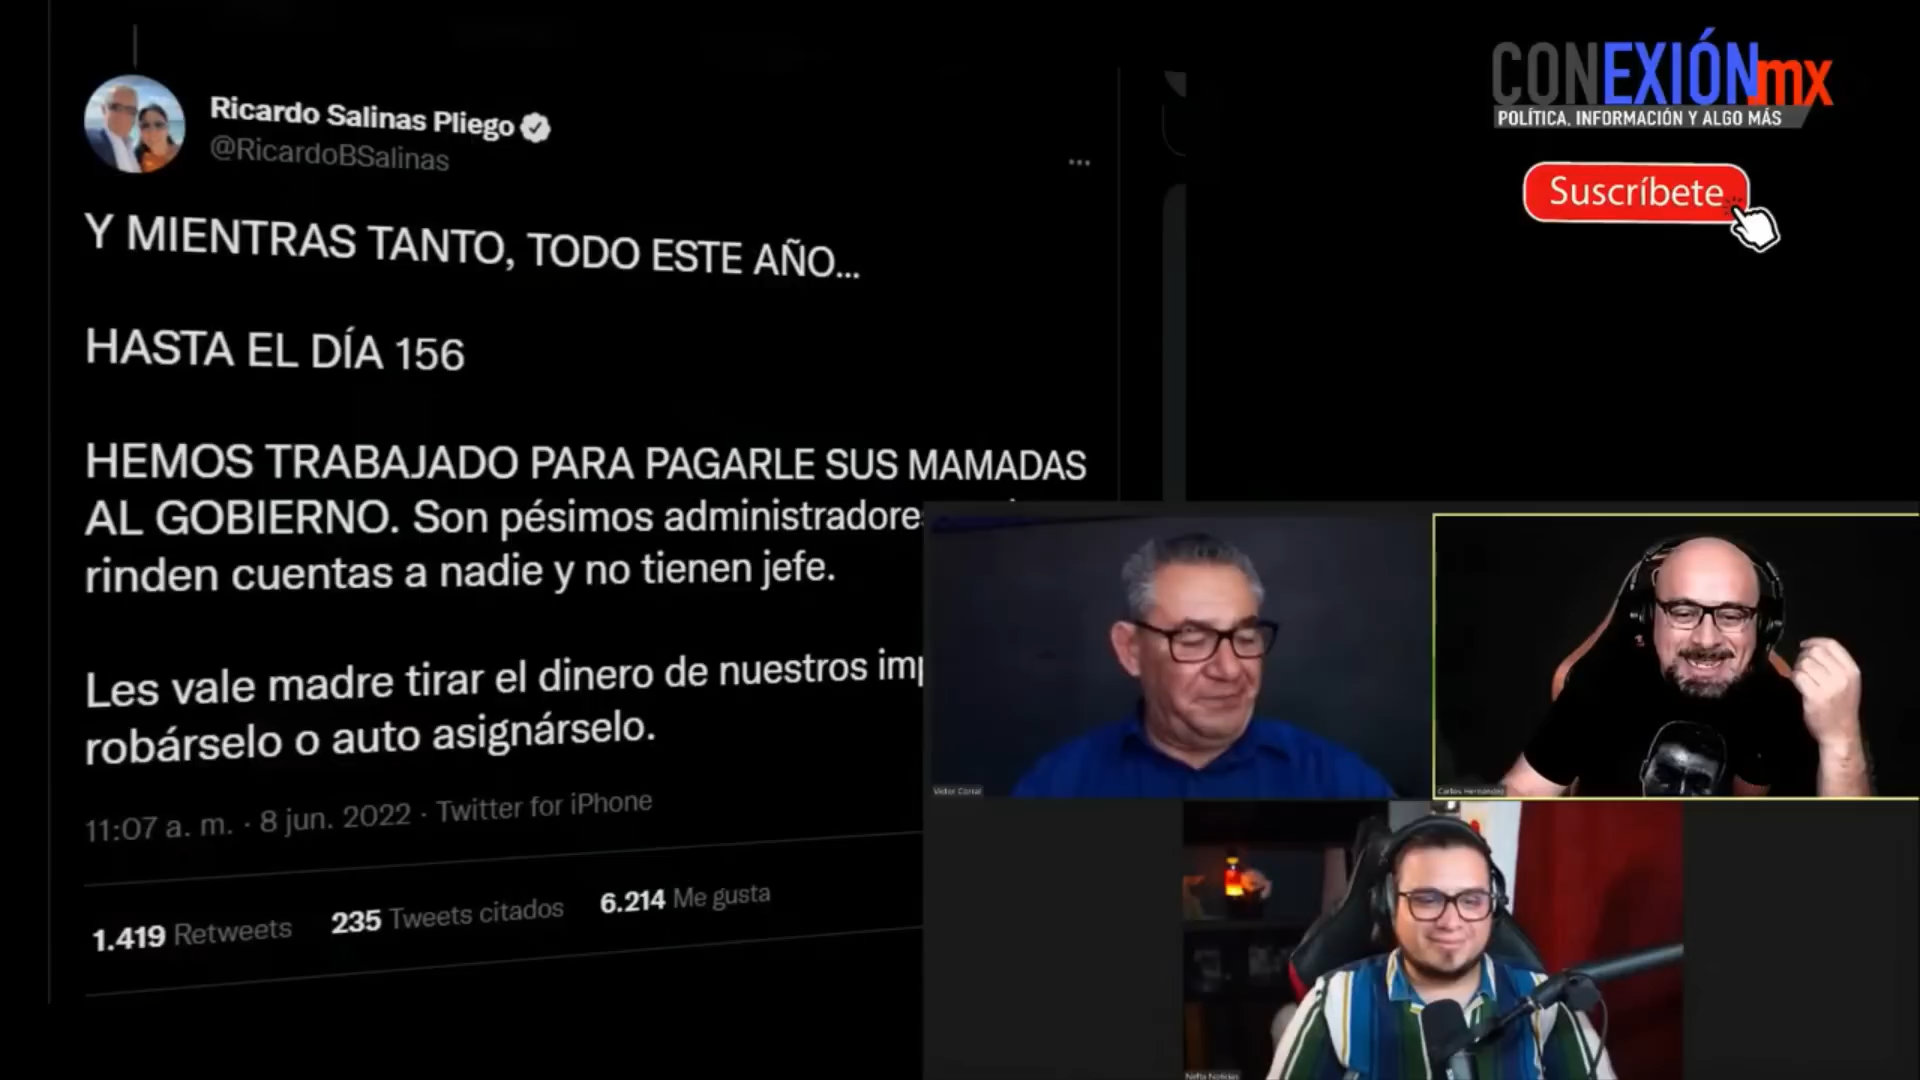 Ricardo Salinas Pliego
@RicardoBSalinas
...
Y MIENTRAS TANTO, TODO ESTE AÑO...
HASTA EL DÍA 156
HEMOS TRABAJADO PARA PAGARLE SUS MAMADAS
AL GOBIERNO. Son pésimos administradores
rinden cuentas a nadie y no tienen jefe.
Les vale madre tirar el dinero de nuestros
robárselo o auto asignárselo.
11:07 a. m. · 8 jun. 2022 · Twitter for iPhone
1.419 Retweets 235 Tweets citados 6.214 Me gusta
CONEXIÓNmx
POLÍTICA, INFORMACIÓN Y ALGO MÁS
Suscríbete
Carlos Hernández